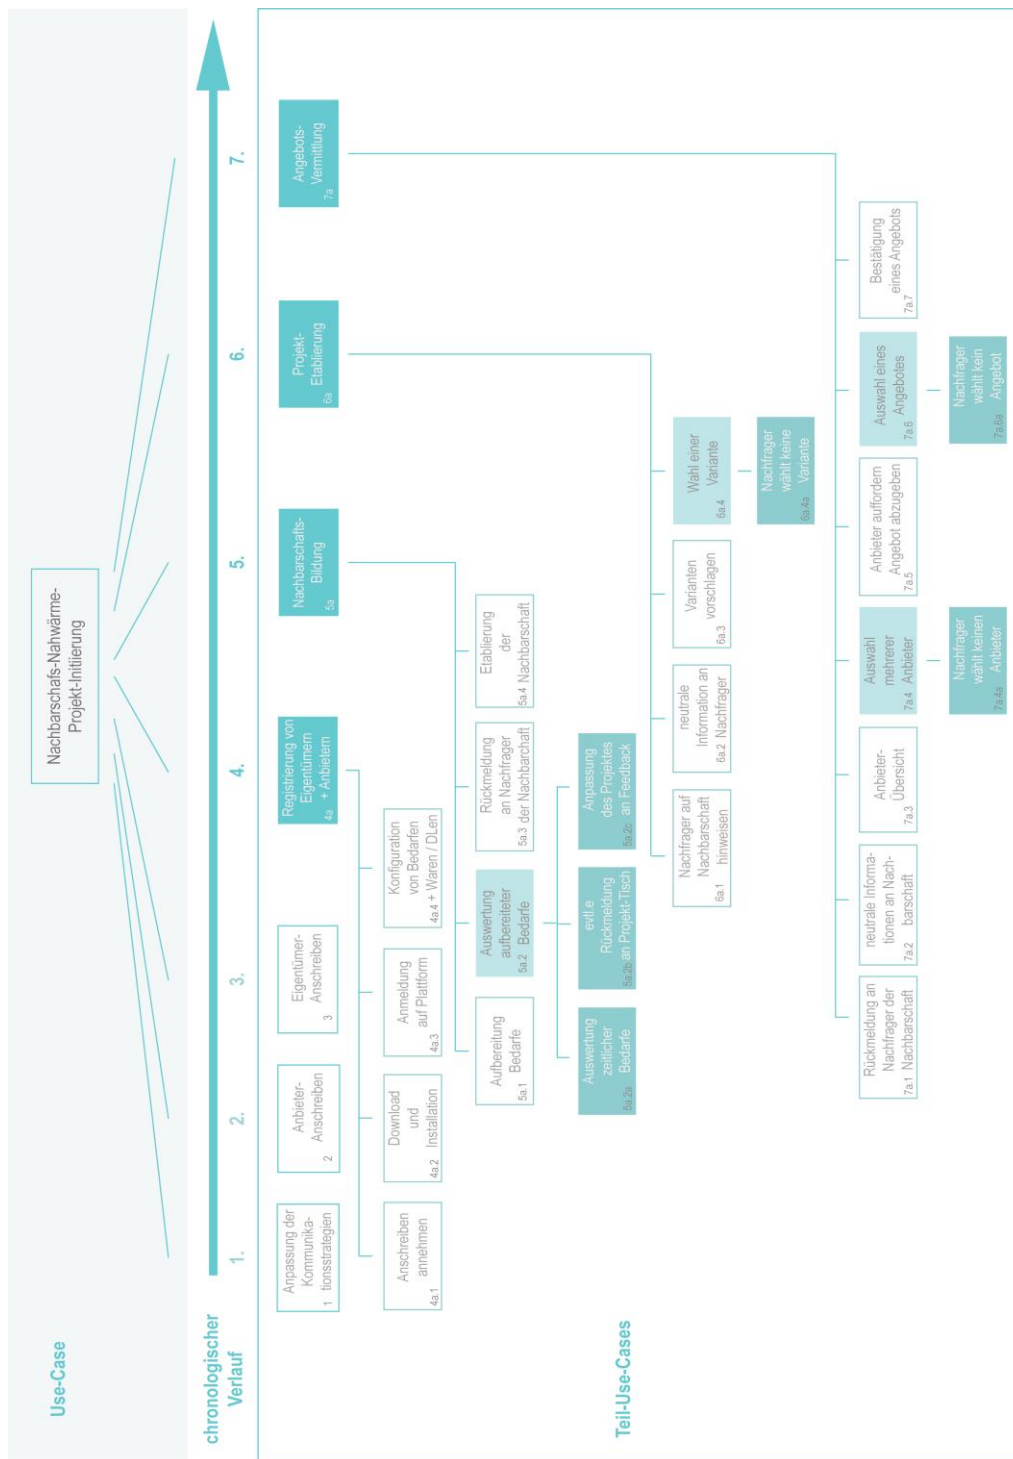 Use-Case
Nachbarschafs-Nahwärme-
Projekt-Initiierung
chronologischer
Verlauf
1.
2.
3.
4.
5.
6.
7.
Teil-Use-Cases
Anpassung der
Kommunika-
1 tionsstrategien
Anbieter-
Anschreiben
2
Eigentümer-
Anschreiben
3
Registrierung von
Eigentümern
4a + Anbietern
Nachbarschafts-
Bildung
5a
Projekt-
Etablierung
6a
Angebots-
Vermittlung
7a
Anschreiben
annehmen
4a.1
Download
und
4a.2 Installation
Anmeldung
auf Plattform
4a.3
Konfiguration
von Bedarfen
4a.4 + Waren / DLen
Aufbereitung
Bedarfe
5a.1
Auswertung
aufbereiteter
5a.2 Bedarfe
Rückmeldung
an Nachfrager
5a.3 der Nachbarchaft
Etablierung
der
5a.4 Nachbarschaft
Auswertung
zeitlicher
5a.2a Bedarfe
evtl.e
Rückmeldung
5a.2b an Projekt-Tisch
Anpassung
des Projektes
5a.2c an Feedback
Nachfrager auf
Nachbarschaft
6a.1 hinweisen
neutrale
Information an
6a.2 Nachfrager
Varianten
vorschlagen
6a.3
Wahl einer
Variante
6a.4
Nachfrager
wählt keine
6a.4a Variante
Rückmeldung an
Nachfrager der
7a.1 Nachbarschaft
neutrale Informa-
tionen an Nach-
7a.2 barschaft
Anbieter-
Übersicht
7a.3
Auswahl
mehrerer
7a.4 Anbieter
Nachfrager
wählt keinen
7a.4a Anbieter
Anbieter auffordern
Angebot abzugeben
7a.5
Auswahl eines
7a.6 Angebotes
Nachfrager
wählt kein
7a.6a Angebot
Bestätigung
eines Angebots
7a.7